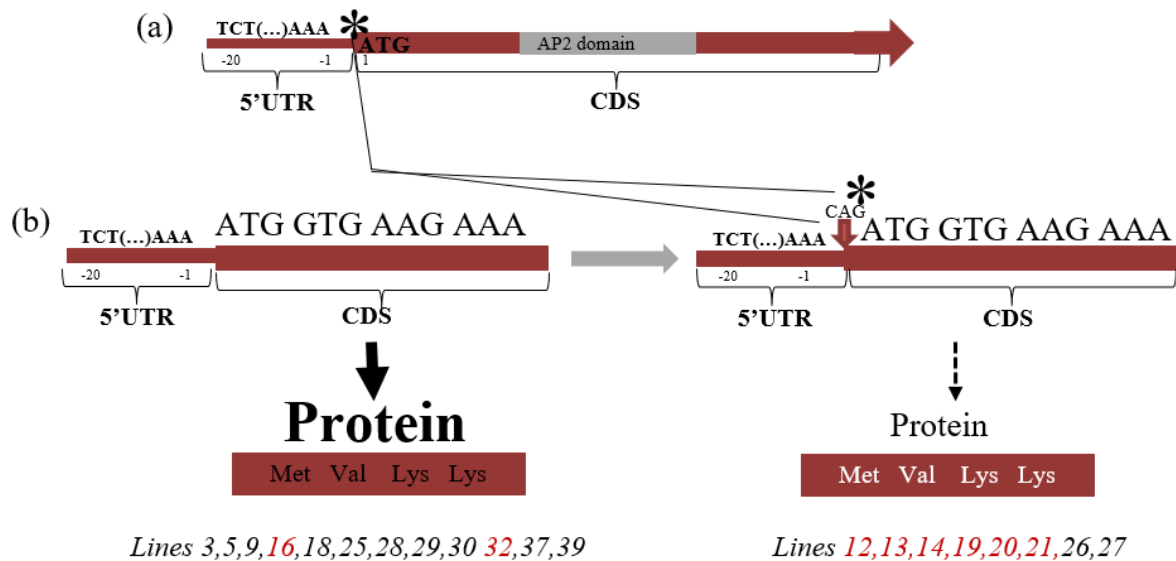 (a)
TCT(...)AAA * ATG AP2 domain
-20 -1 1
5'UTR CDS
*
(b) CAG
ATG GTG AAG AAA ATG GTG AAG AAA
TCT(...)AAA TCT(...)AAA
-20 -1 -20 -1
5'UTR CDS 5'UTR CDS
Protein Protein
Met Val Lys Lys Met Val Lys Lys
Lines 3,5,9,16,18,25,28,29,30 32,37,39 Lines 12,13,14,19,20,21,26,27